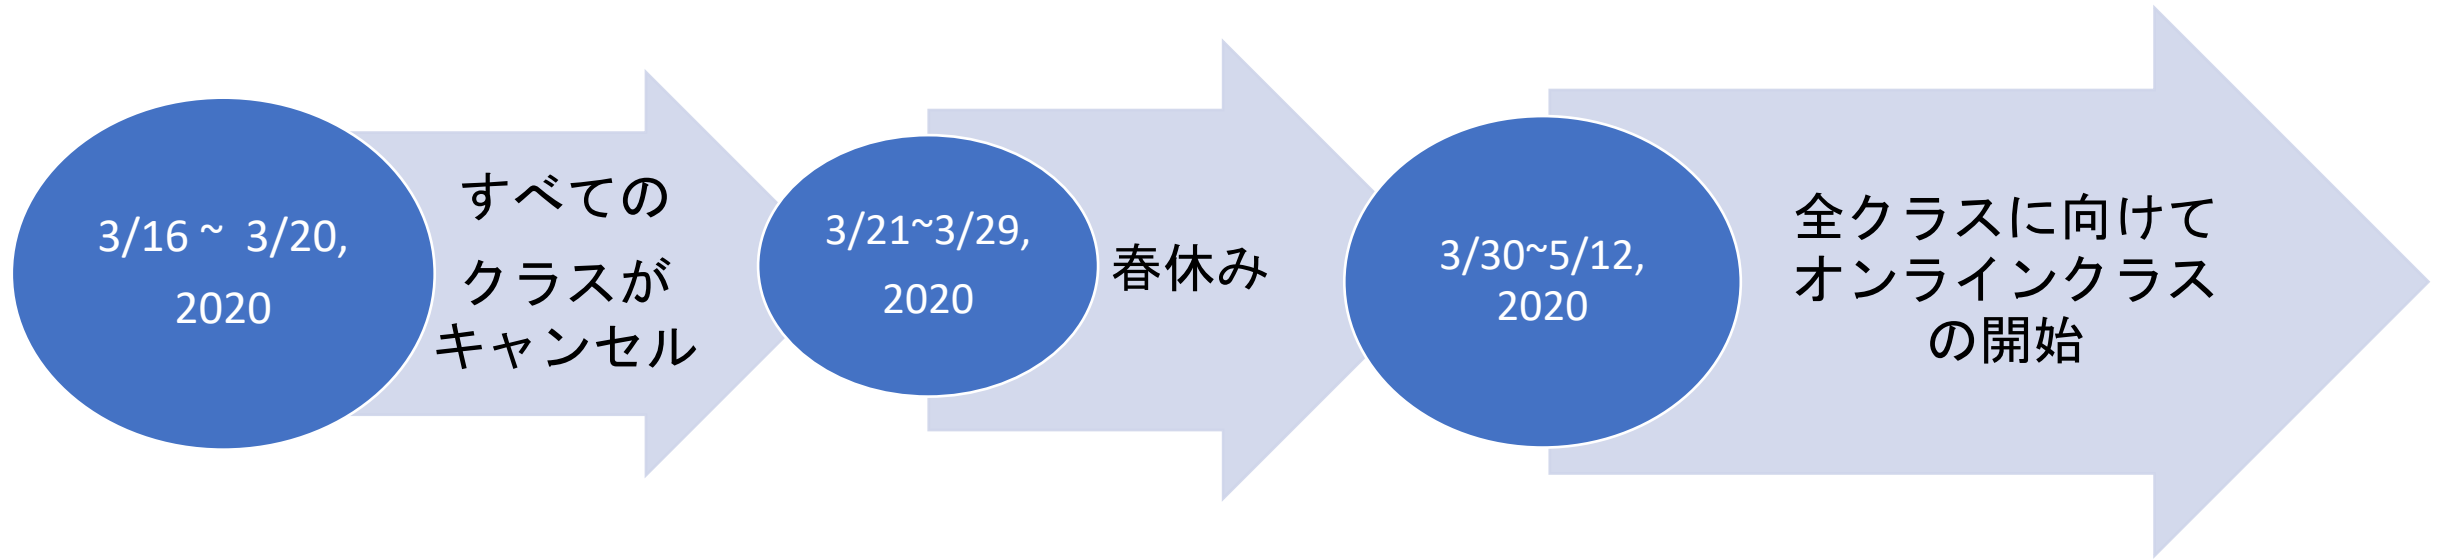 3/16 ~ 3/20,
2020
すべての
クラスが
キャンセル
3/21~3/29,
2020
春休み
3/30~5/12,
2020
全クラスに向けて
オンラインクラス
の開始